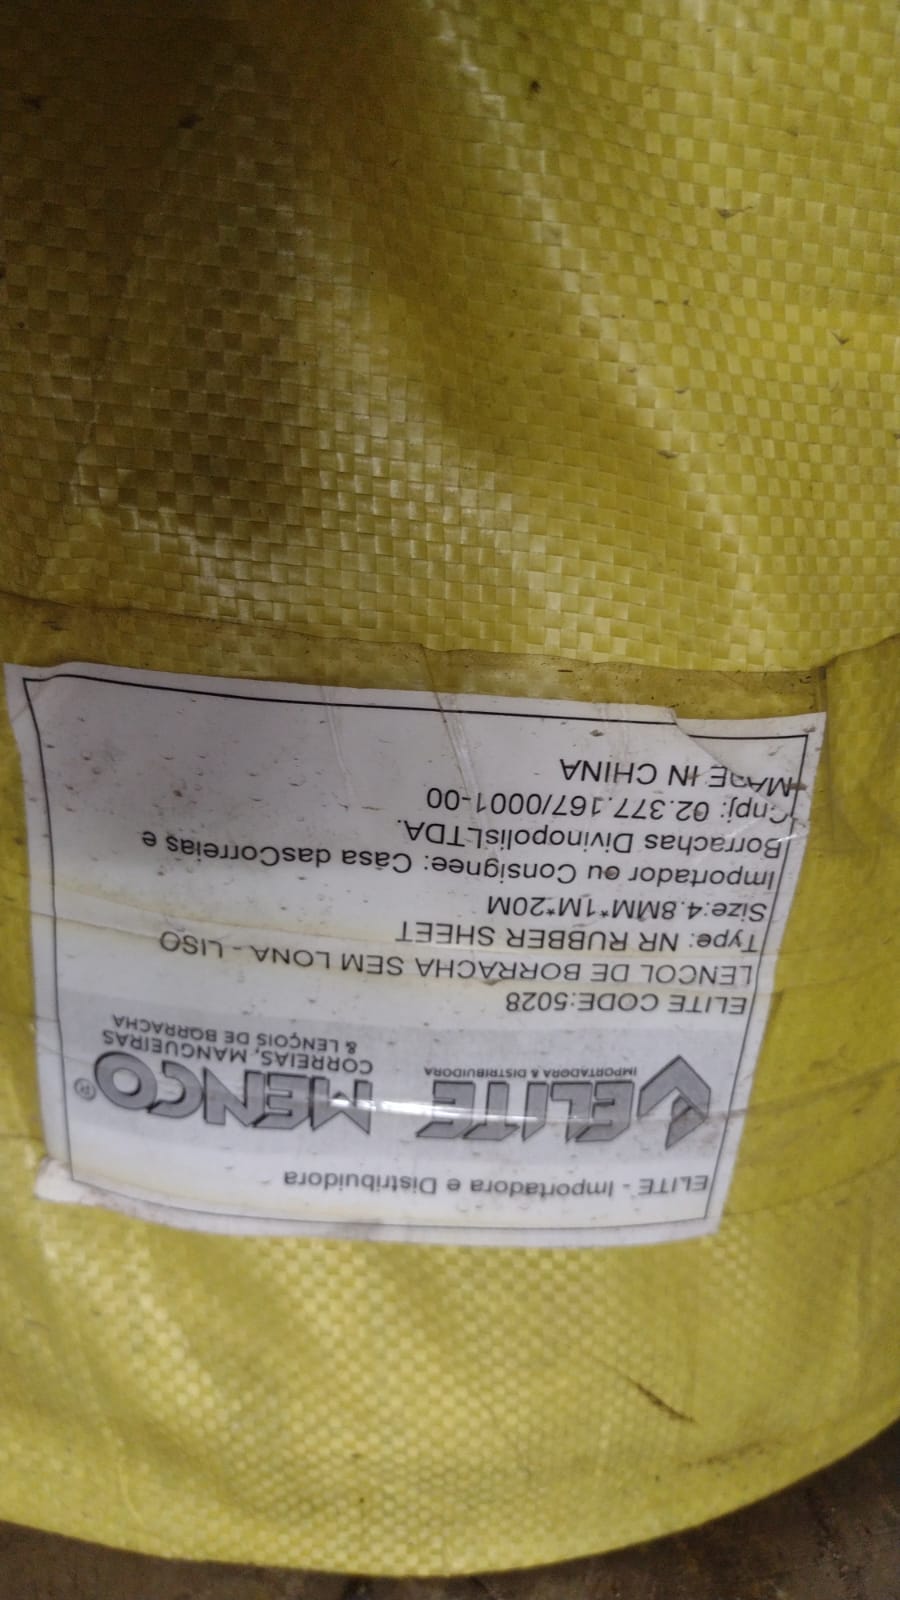 ELITE - Importadora e Distribuidora
ELITE
IMPORTADORA & DISTRIBUIDORA
MENCO®
CORREIAS, MANGUEIRAS
& LENÇOIS DE BORRACHA
ELITE CODE:5028
LENCOL DE BORRACHA SEM LONA - LISO
Type: NR RUBBER SHEET
Size:4.8MM*1M*20M
Importador ou Consignee: Casa dasCorreias e
Borrachas DivinopolisLTDA.
Cnpj: 02.377.167/0001-00
MADE IN CHINA